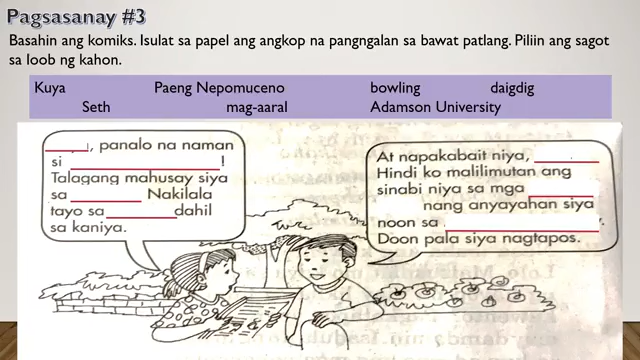 Pagsasanay #3
Basahin ang komiks. Isulat sa papel ang angkop na pangngalan sa bawat patlang. Piliin ang sagot
sa loob ng kahon.
Kuya Paeng Nepomuceno bowling daigdig
Seth mag-aaral Adamson University
, panalo na naman
si !
Talagang mahusay siya
sa Nakilala
tayo sa dahil
sa kaniya.
At napakabait niya,
Hindi ko malilimutan ang
sinabi niya sa mga
nang anyayahan siya
noon sa .
Doon pala siya nagtapos.